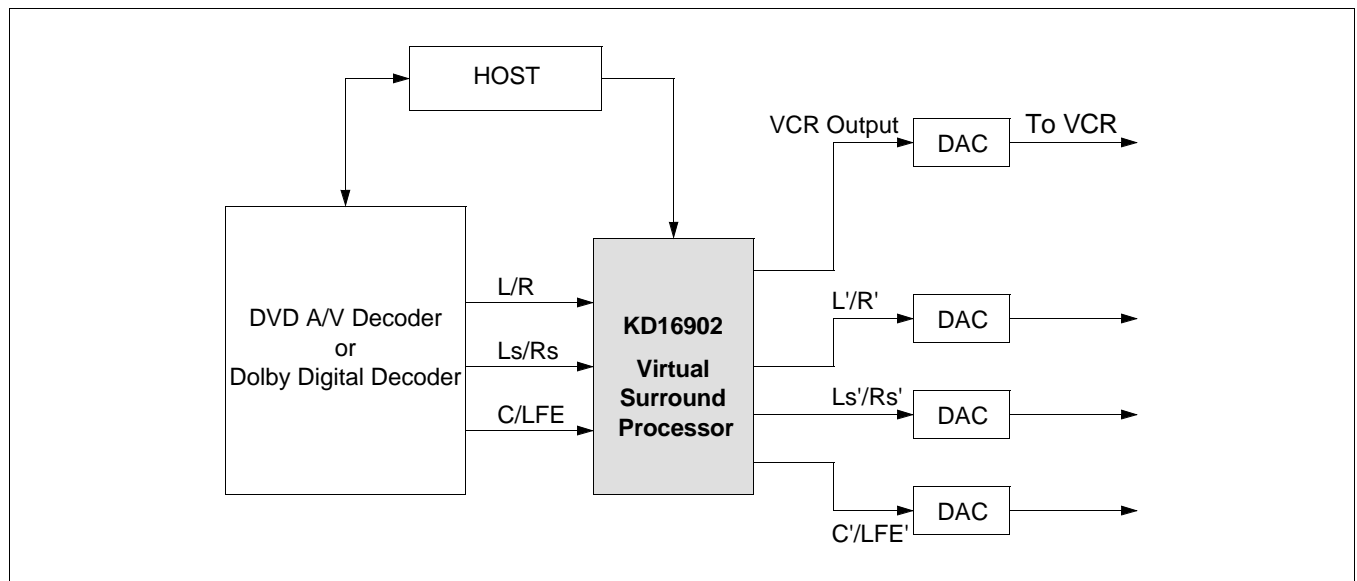 HOST
VCR Output
DAC
To VCR
DVD A/V Decoder
or
Dolby Digital Decoder
L/R
Ls/Rs
C/LFE
KD16902
Virtual
Surround
Processor
L'/R'
DAC
Ls'/Rs'
DAC
C'/LFE'
DAC